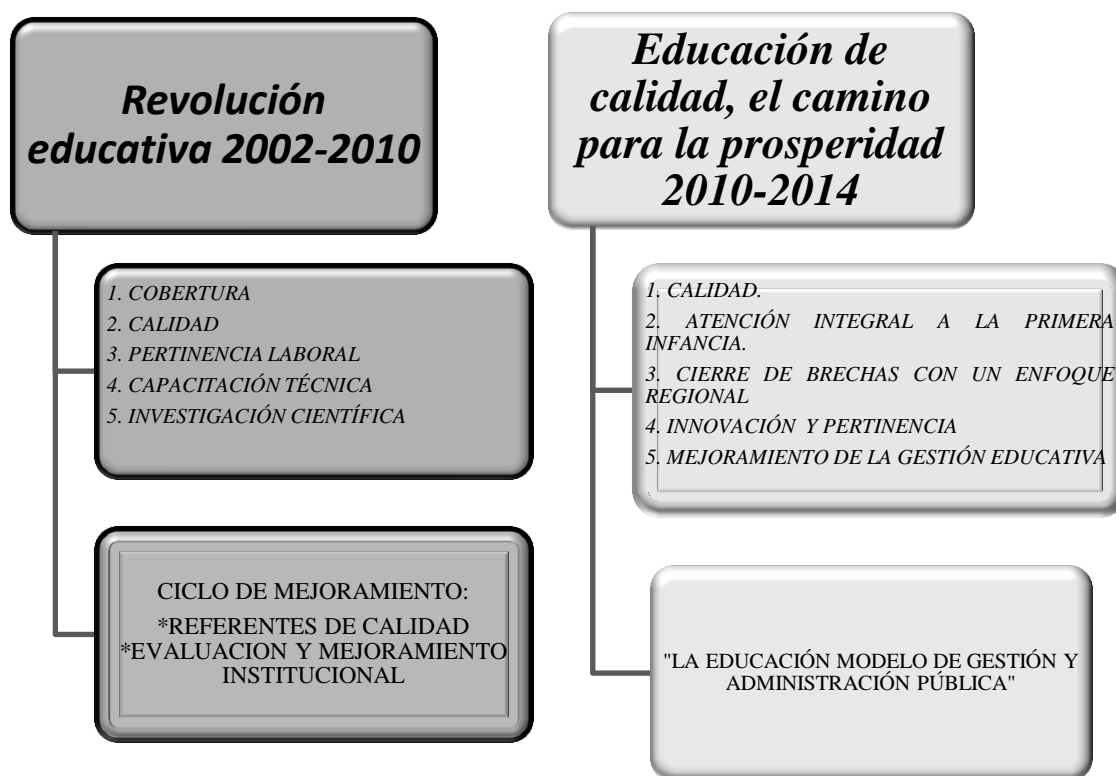 Revolución
educativa 2002-2010
1. COBERTURA
2. CALIDAD
3. PERTINENCIA LABORAL
4. CAPACITACIÓN TÉCNICA
5. INVESTIGACIÓN CIENTÍFICA
CICLO DE MEJORAMIENTO:
*REFERENTES DE CALIDAD
*EVALUACION Y MEJORAMIENTO
INSTITUCIONAL
Educación de
calidad, el camino
para la prosperidad
2010-2014
1. CALIDAD.
2. ATENCIÓN INTEGRAL A LA PRIMERA
INFANCIA.
3. CIERRE DE BRECHAS CON UN ENFOQUE
REGIONAL
4. INNOVACIÓN Y PERTINENCIA
5. MEJORAMIENTO DE LA GESTIÓN EDUCATIVA
"LA EDUCACIÓN MODELO DE GESTIÓN Y
ADMINISTRACIÓN PÚBLICA"